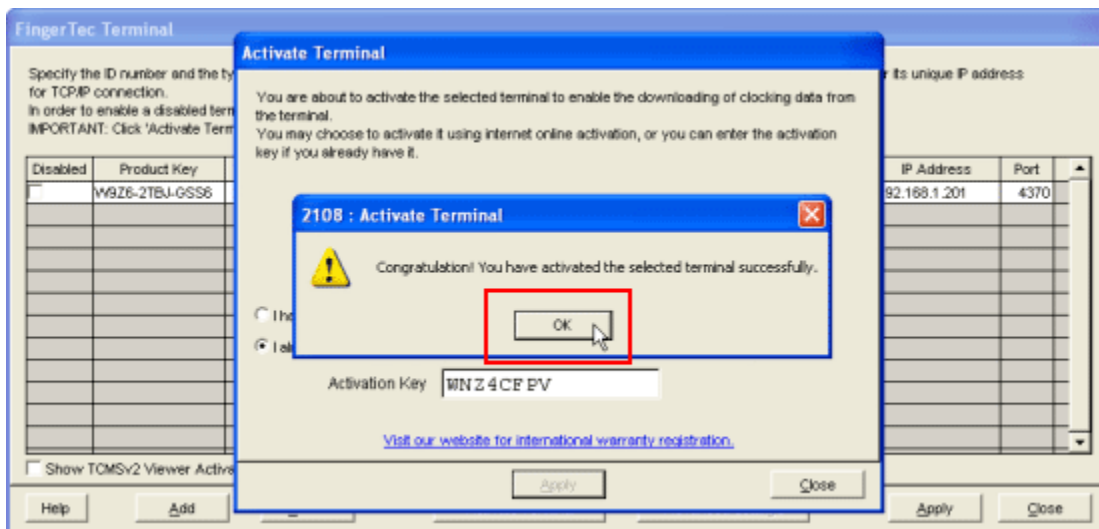 FingerTec Terminal
Specify the ID number and the ty
r its unique IP address
for TCP/IP connection.
In order to enable a disabled term
IMPORTANT: Click 'Activate Term
Disabled
Product Key
IP Address
Port
W9Z6-2TBJ-GSS6
92.168.1.201
4370
Show TCMSv2 Viewer Activa
Help
Add
Apply
Close
Activate Terminal
You are about to activate the selected terminal to enable the downloading of clocking data from
the terminal.
You may choose to activate it using internet online activation, or you can enter the activation
key if you already have it.
2108 : Activate Terminal
Congratulation! You have activated the selected terminal successfully.
OK
I ha
I alr
Activation Key
WNZ4CFPV
Visit our website for international warranty registration.
Apply
Close